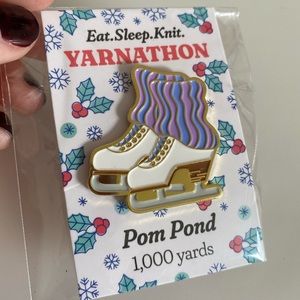 Eat.Sleep.Knit.
YARNATHON
Pom Pond
1,000 yards